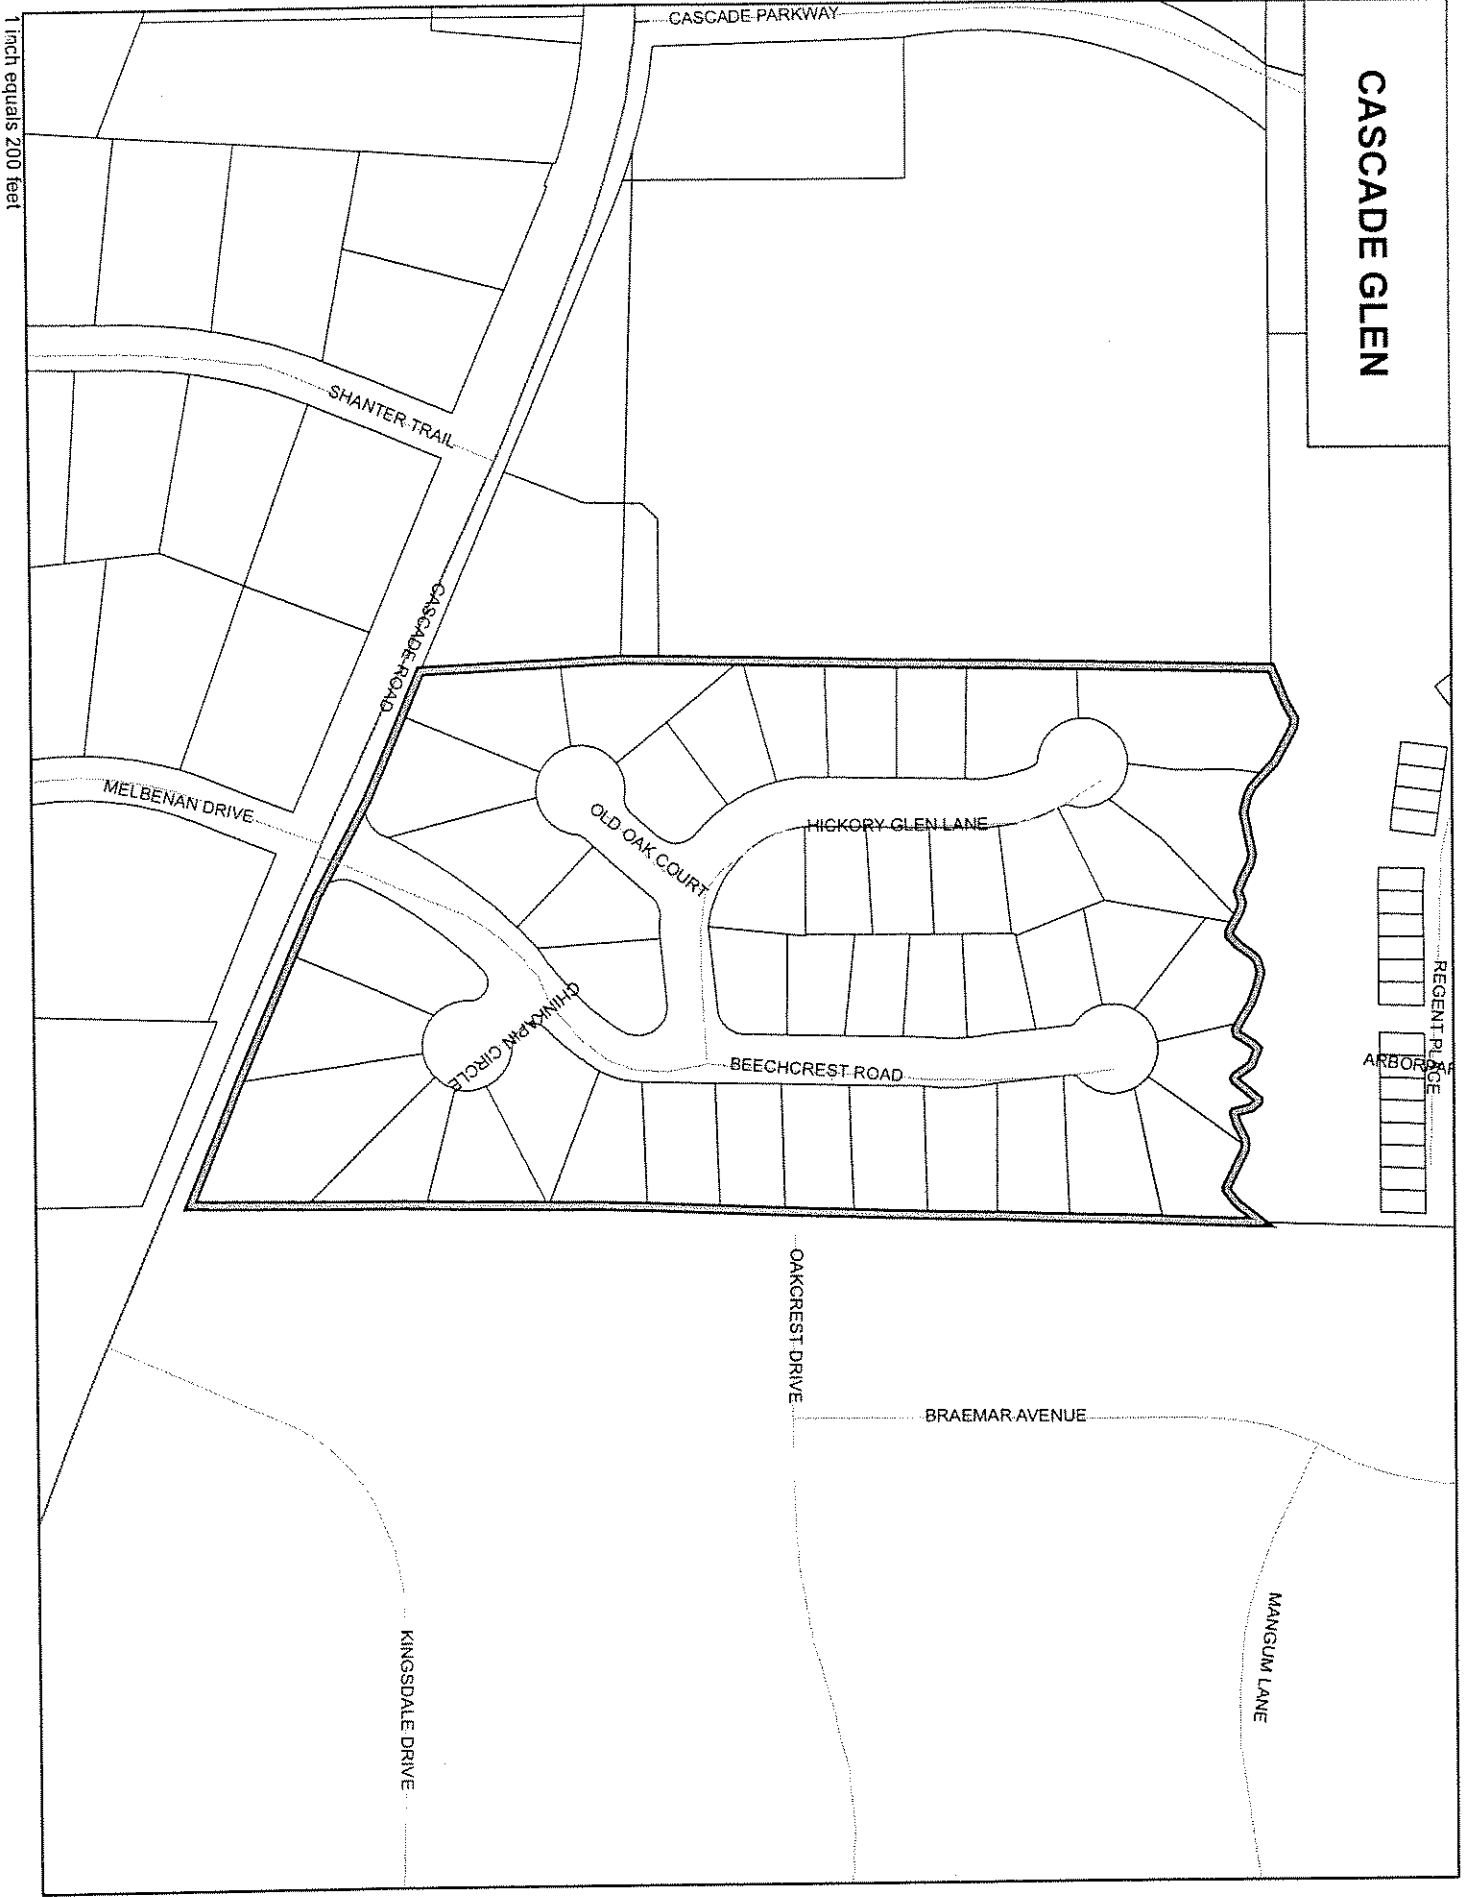 CASCADE GLEN
CASCADE PARKWAY
1 inch equals 200 feet
SHANTER TRAIL
CASCADE ROAD
MELBENAN DRIVE
OLD OAK COURT
HICKORY GLEN LANE
CHINKAPIN CIRCLE
BEECHCREST ROAD
REGENT PLACE
OAKCREST DRIVE
BRAEMAR AVENUE
KINGSDALE DRIVE
MANGUM LANE